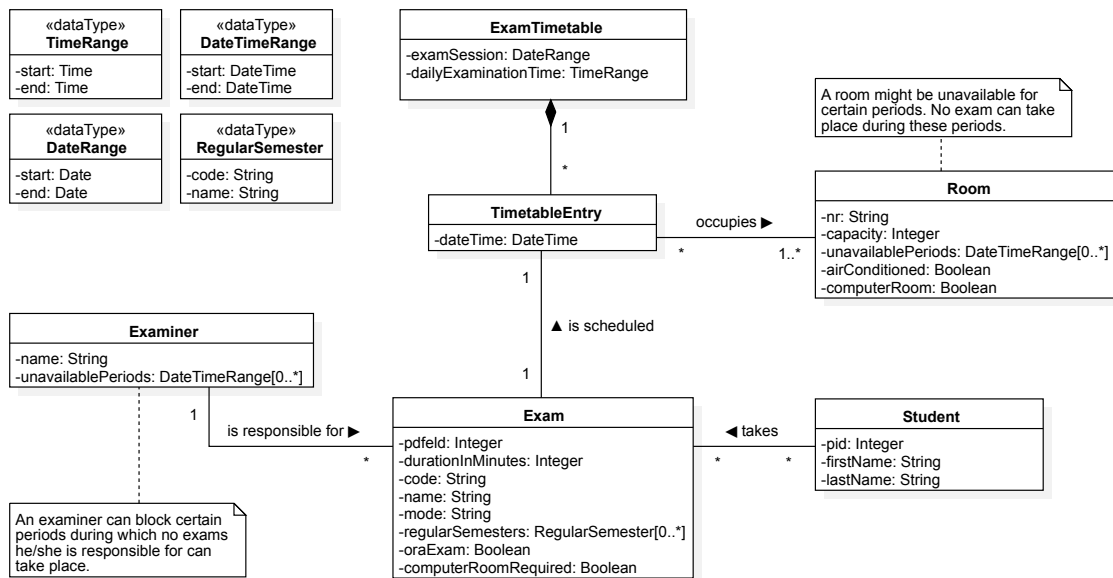 «dataType»
TimeRange
-start: Time
-end: Time
«dataType»
DateTimeRange
-start: DateTime
-end: DateTime
«dataType»
DateRange
-start: Date
-end: Date
«dataType»
RegularSemester
-code: String
-name: String
ExamTimetable
-examSession: DateRange
-dailyExaminationTime: TimeRange
1
*
A room might be unavailable for
certain periods. No exam can take
place during these periods.
TimetableEntry
-dateTime: DateTime
occupies ►
*
1..*
Room
-nr: String
-capacity: Integer
-unavailablePeriods: DateTimeRange[0..*]
-airConditioned: Boolean
-computerRoom: Boolean
1
▲ is scheduled
1
Examiner
-name: String
-unavailablePeriods: DateTimeRange[0..*]
1
is responsible for ►
*
Exam
-pdfeId: Integer
-durationInMinutes: Integer
-code: String
-name: String
-mode: String
-regularSemesters: RegularSemester[0..*]
-oraExam: Boolean
-computerRoomRequired: Boolean
◄ takes
*
*
Student
-pid: Integer
-firstName: String
-lastName: String
An examiner can block certain
periods during which no exams
he/she is responsible for can
take place.